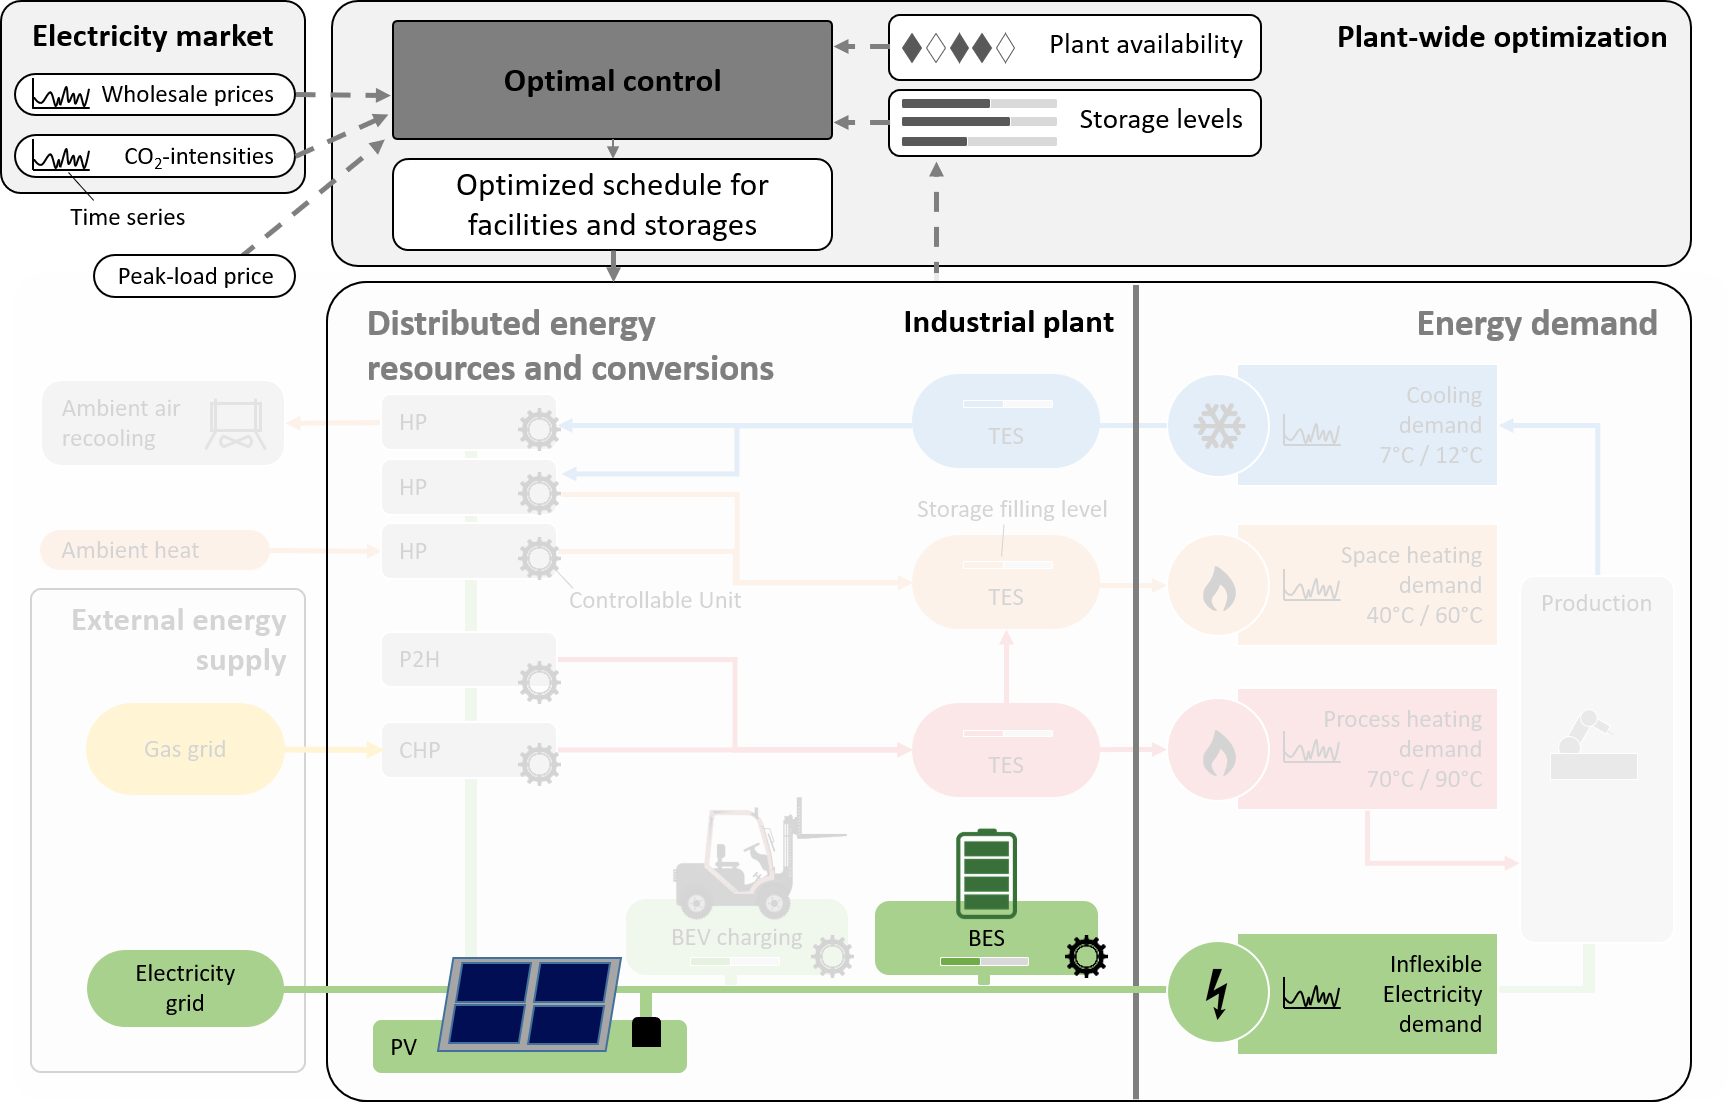 Electricity market
Wholesale prices
CO2-intensities
Time series
Peak-load price
Plant-wide optimization
Optimal control
Plant availability
Storage levels
Optimized schedule for
facilities and storages
Distributed energy
resources and conversions
Industrial plant
Energy demand
Ambient air
recooling
HP
TES
Cooling
demand
7°C / 12°C
HP
Storage filling level
Ambient heat
HP
Controllable Unit
TES
Space heating
demand
40°C / 60°C
Production
External energy
supply
P2H
Gas grid
CHP
TES
Process heating
demand
70°C / 90°C
BEV charging
BES
Electricity
grid
PV
Inflexible
Electricity
demand